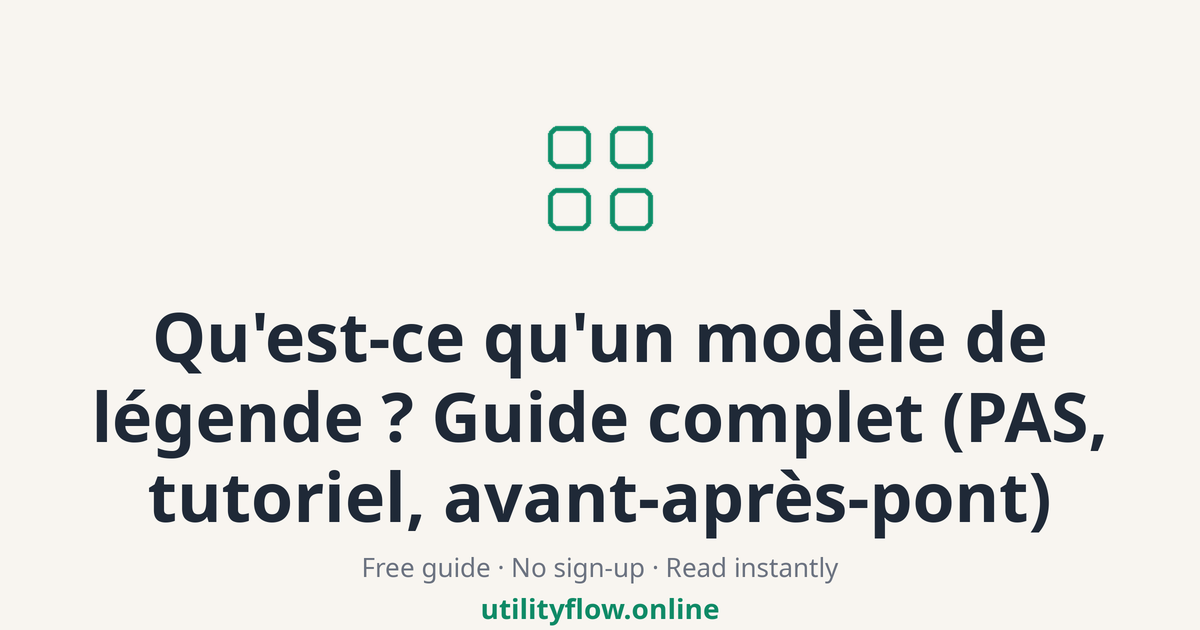 Qu'est-ce qu'un modèle de
légende ? Guide complet (PAS,
tutoriel, avant-après-pont)
Free guide · No sign-up · Read instantly
utilityflow.online